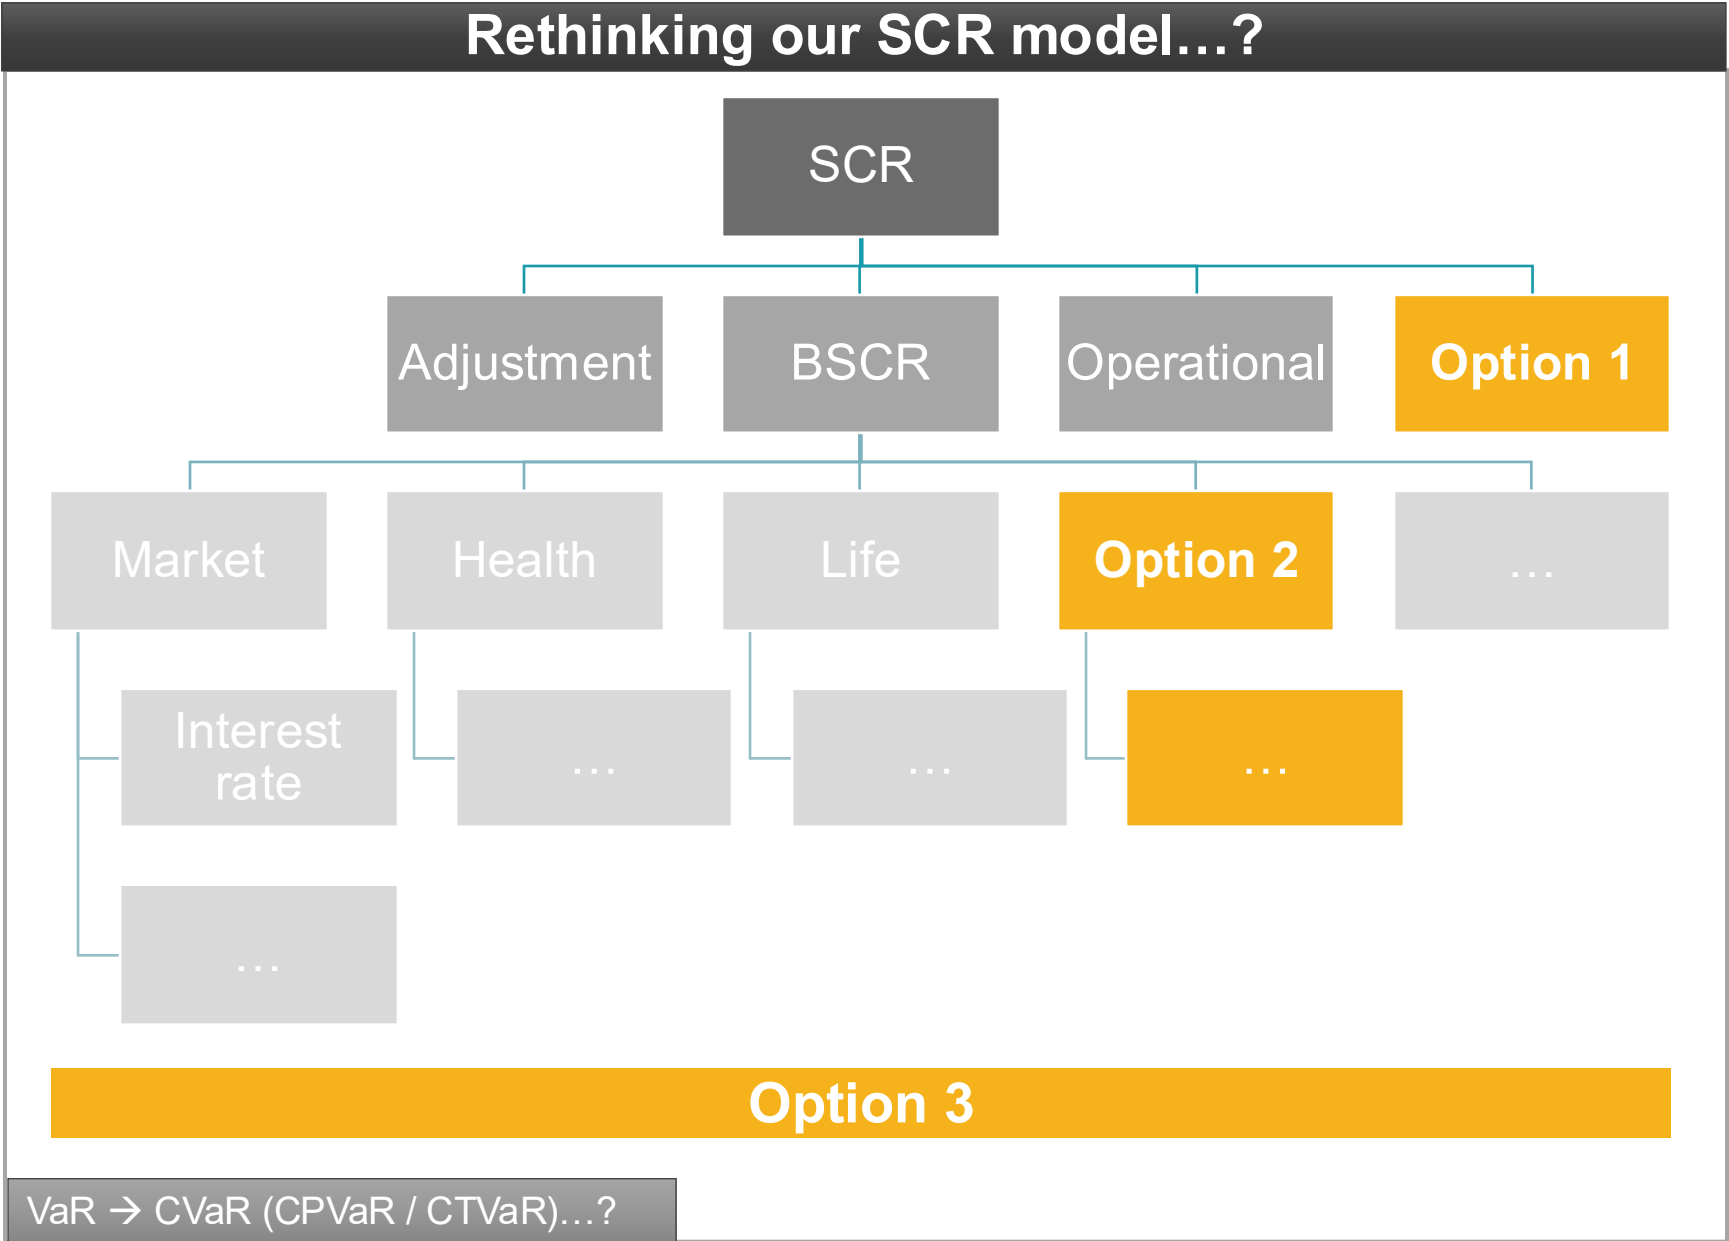 Rethinking our SCR model…?
SCR
Adjustment
BSCR
Operational
Option 1
Market
Health
Life
Option 2
…
Interest
rate
…
…
…
…
Option 3
VaR → CVaR (CPVaR / CTVaR)…?